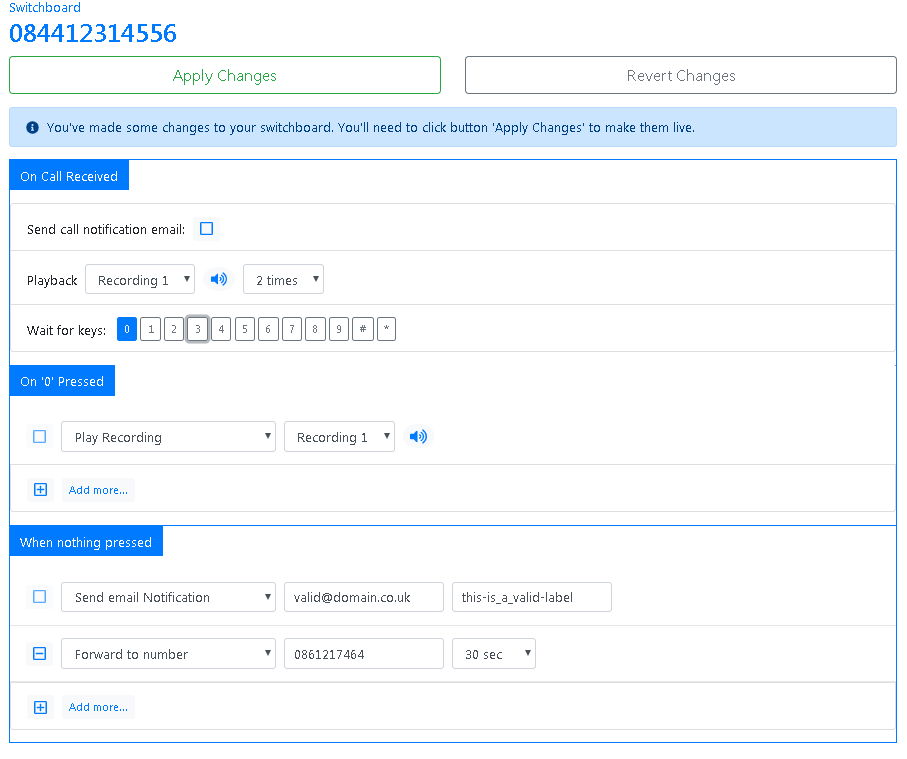 Switchboard
084412314556
Apply Changes Revert Changes
You've made some changes to your switchboard. You'll need to click button 'Apply Changes' to make them live.
On Call Received
Send call notification email:
Playback Recording 1 2 times
Wait for keys: 0 1 2 3 4 5 6 7 8 9 # *
On '0' Pressed
Play Recording Recording 1
Add more...
When nothing pressed
Send email Notification valid@domain.co.uk this-is_a_valid-label
Forward to number 0861217464 30 sec
Add more...